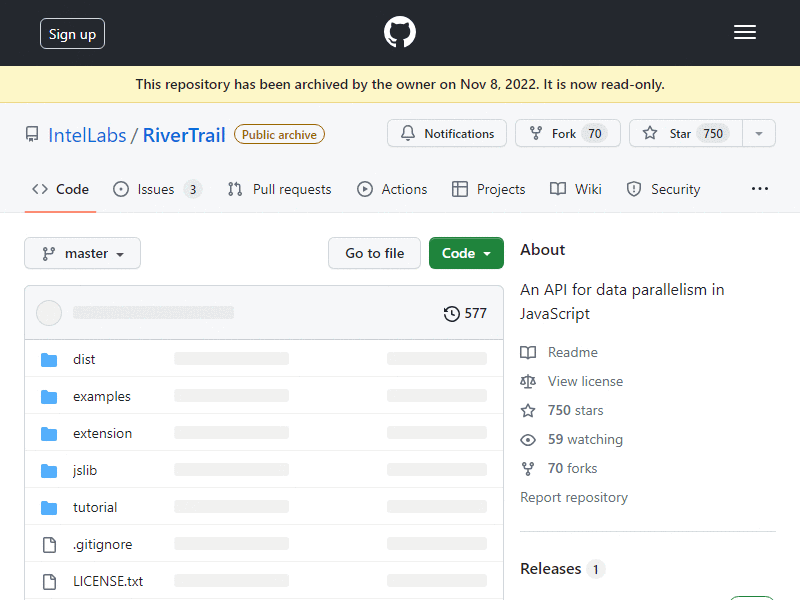 Sign up
This repository has been archived by the owner on Nov 8, 2022. It is now read-only.
IntelLabs / RiverTrail Public archive
Notifications Fork 70 Star 750
Code Issues 3 Pull requests Actions Projects Wiki Security
master Go to file Code
577
dist
examples
extension
jslib
tutorial
.gitignore
LICENSE.txt
About
An API for data parallelism in
JavaScript
Readme
View license
750 stars
59 watching
70 forks
Report repository
Releases 1